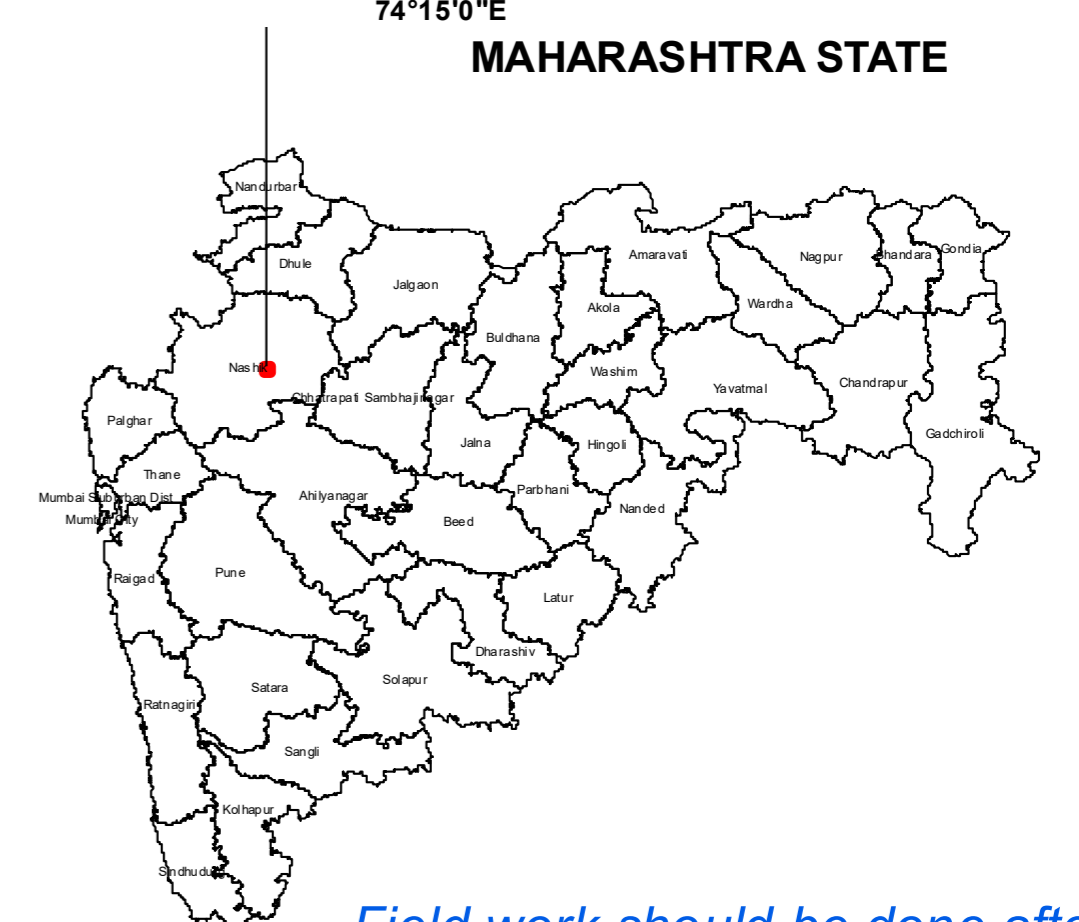 74°15'0"E
MAHARASHTRA STATE
Nandurbar
Dhule
Jalgaon
Amaravati
Nagpur
Bhandara
Gondia
Akola
Wardha
Buldhana
Nashik
Washim
Yavatmal
Chandrapur
Chhatrapati Sambhajinagar
Palghar
Jalna
Hingoli
Gadchiroli
Thane
Parbhani
Mumbai Suburban Dist
Ahilyanagar
Nanded
Mumbai City
Beed
Raigad
Pune
Latur
Dharashiv
Satara
Solapur
Ratnagiri
Sangli
Kolhapur
Field work should be done afte